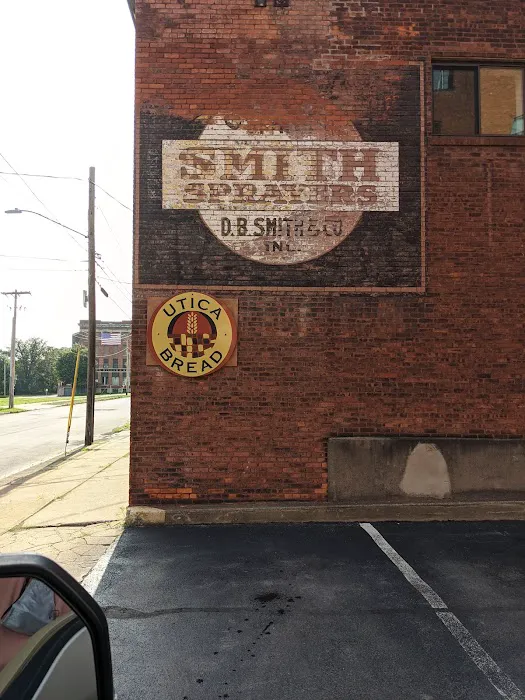 SMITH
SPRAYERS
D.B. SMITH & CO
INC.
UTICA
BREAD